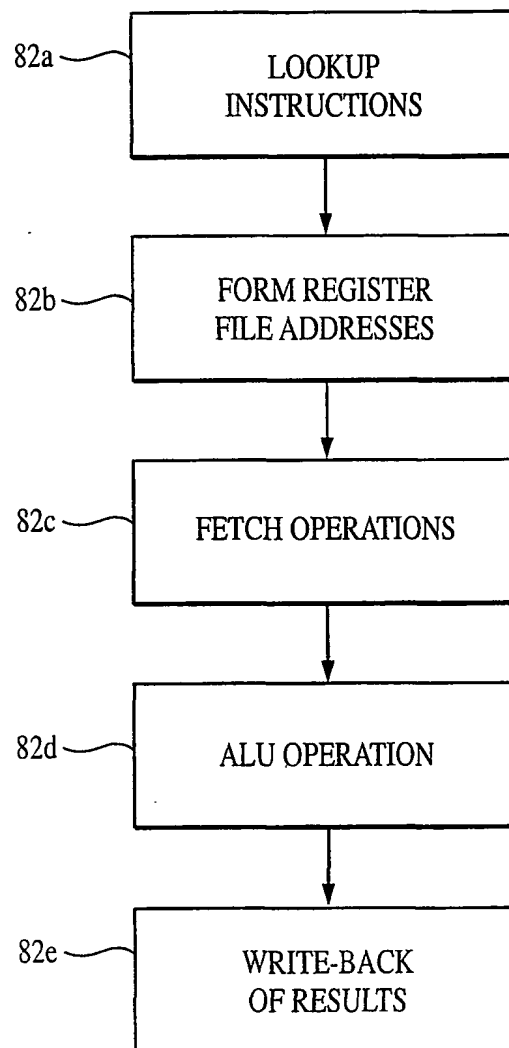 82a
LOOKUP
INSTRUCTIONS
82b
FORM REGISTER
FILE ADDRESSES
82c
FETCH OPERATIONS
82d
ALU OPERATION
82e
WRITE-BACK
OF RESULTS